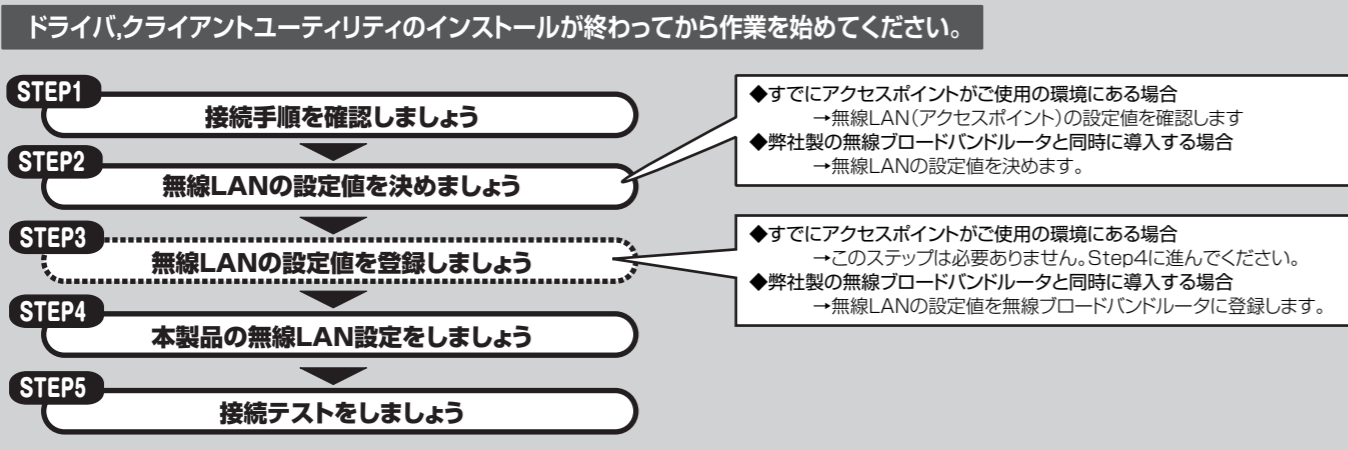 ドライバ,クライアントユーティリティのインストールが終わってから作業を始めてください。
STEP1
接続手順を確認しましょう
STEP2
無線LANの設定値を決めましょう
◆すでにアクセスポイントがご使用の環境にある場合
→無線LAN(アクセスポイント)の設定値を確認します
◆弊社製の無線ブロードバンドルータと同時に導入する場合
→無線LANの設定値を決めます。
STEP3
無線LANの設定値を登録しましょう
◆すでにアクセスポイントがご使用の環境にある場合
→このステップは必要ありません。Step4に進んでください。
◆弊社製の無線ブロードバンドルータと同時に導入する場合
→無線LANの設定値を無線ブロードバンドルータに登録します。
STEP4
本製品の無線LAN設定をしましょう
STEP5
接続テストをしましょう